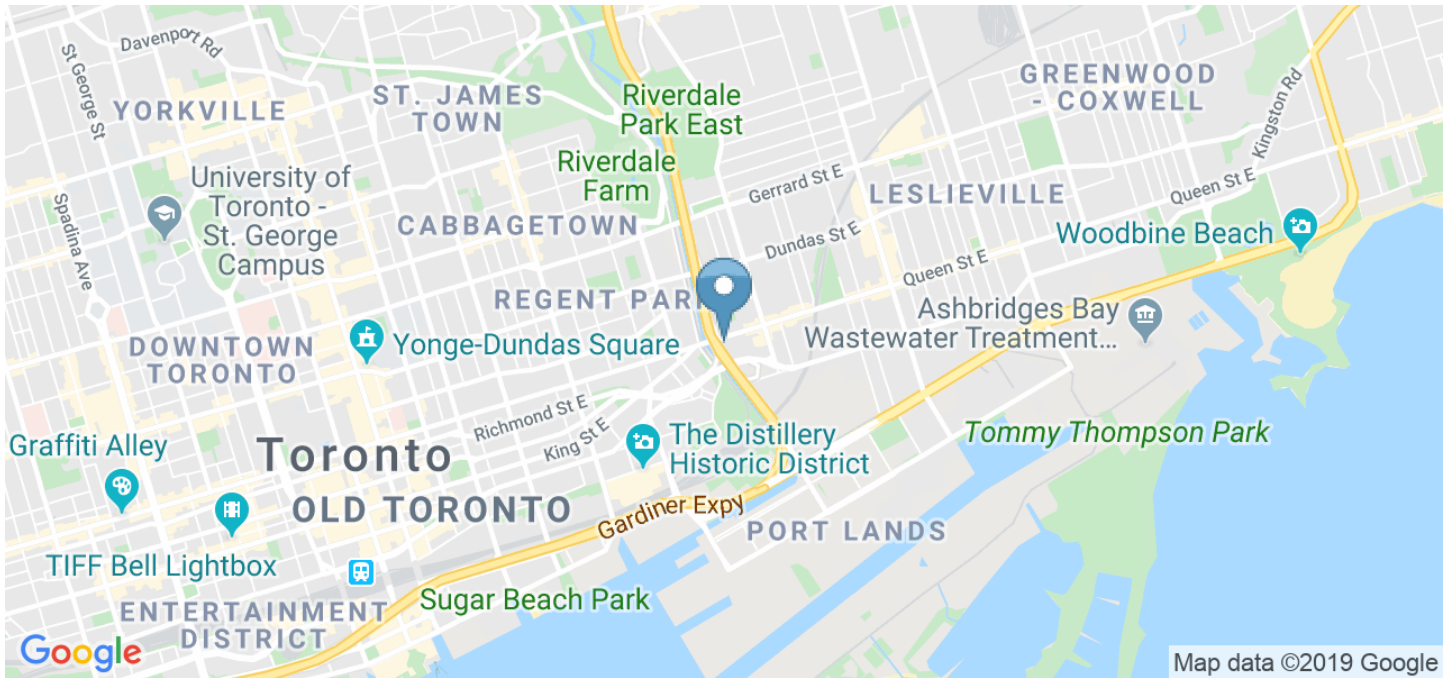 Davenport Rd
St George St
YORKVILLE
ST. JAMES
TOWN
Riverdale
Park East
GREENWOOD
- COXWELL
Kingston Rd
Riverdale
Farm
University of
Toronto -
St. George
Campus
Spadina Ave
CABBAGETOWN
Gerrard St E
LESLIEVILLE
Queen St E
Dundas St E
Woodbine Beach
Queen St E
REGENT PAR
Ashbridges Bay
Wastewater Treatment...
DOWNTOWN
TORONTO
Yonge-Dundas Square
Richmond St E
King St E
Graffiti Alley
Toronto
OLD TORONTO
The Distillery
Historic District
Tommy Thompson Park
Gardiner Expy
PORT LANDS
TIFF Bell Lightbox
Sugar Beach Park
ENTERTAINMENT
DISTRICT
Google
Map data ©2019 Google